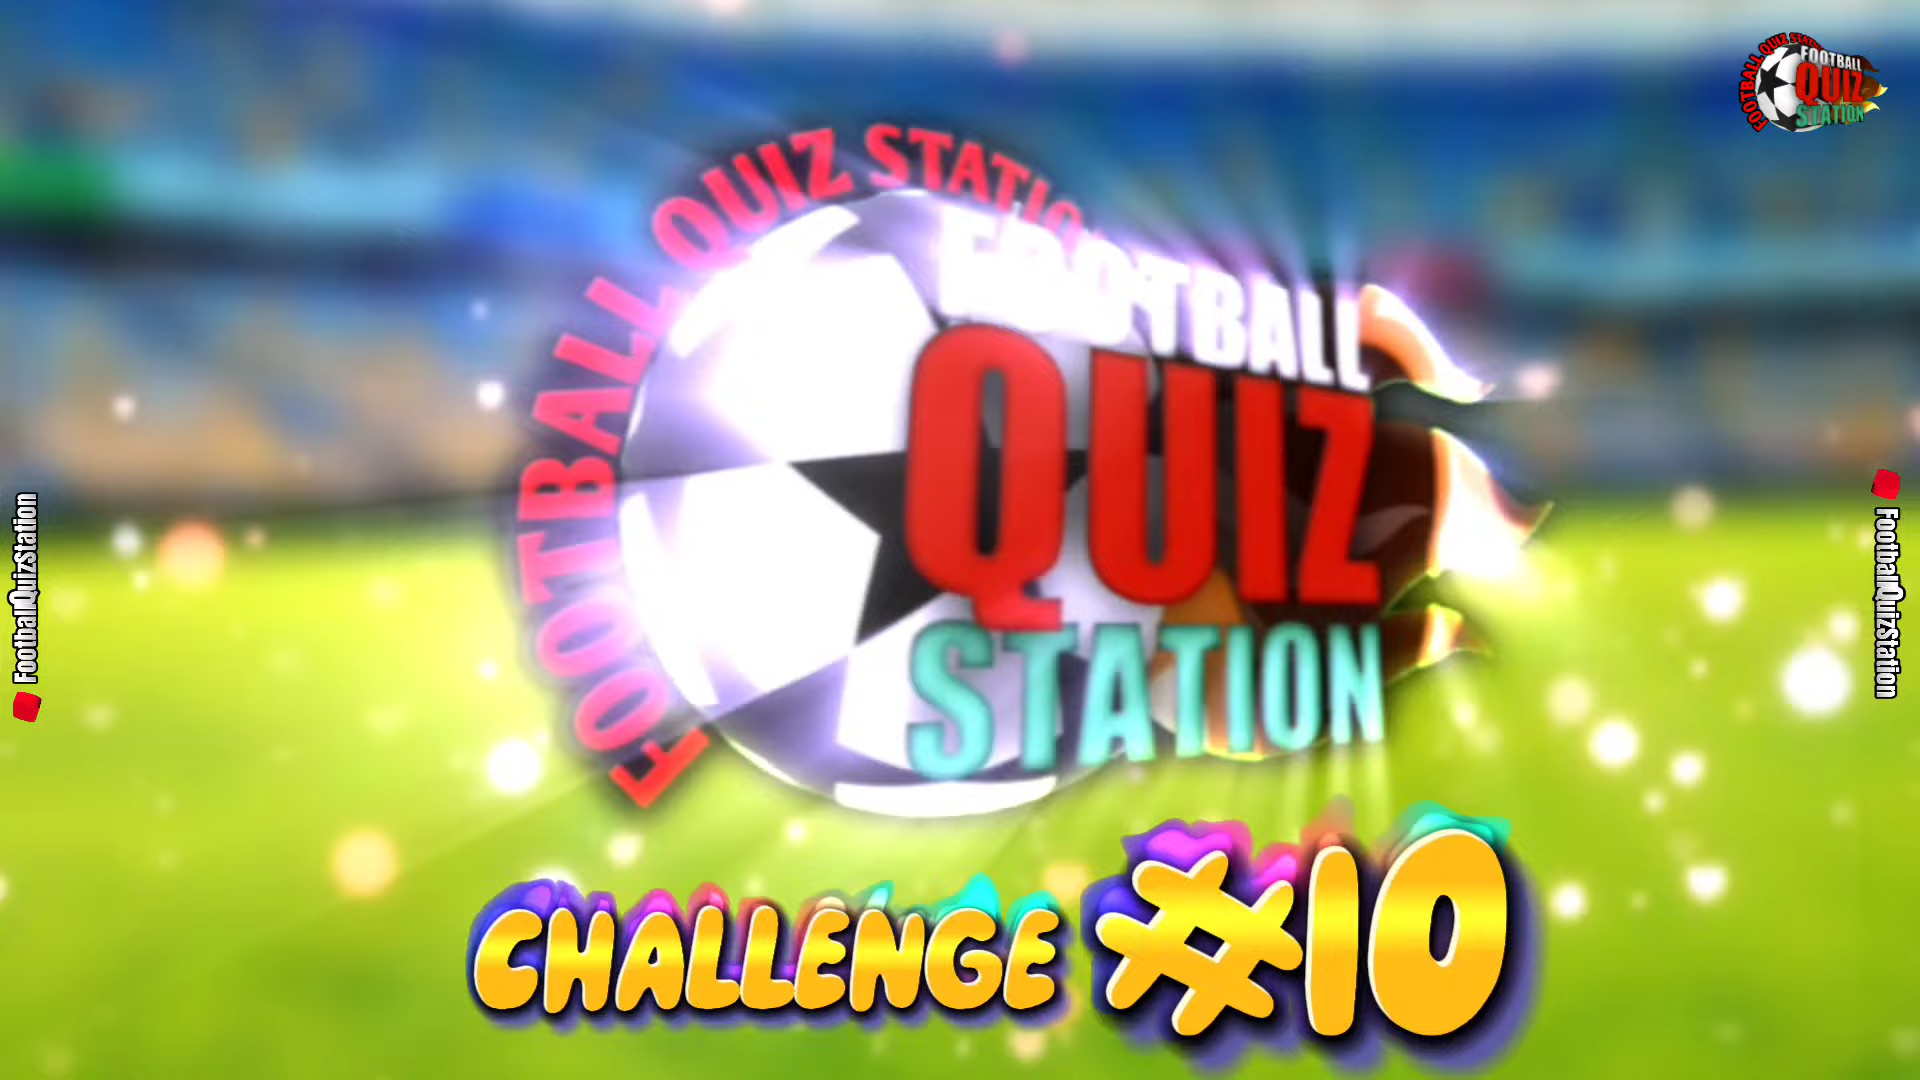 FOOTBALL QUIZ STATION
FOOTBALL
QUIZ
STATION
CHALLENGE #10
FOOTBALL QUIZ STATION
FOOTBALL
QUIZ
STATION
FootballQuizStation
FootballQuizStation